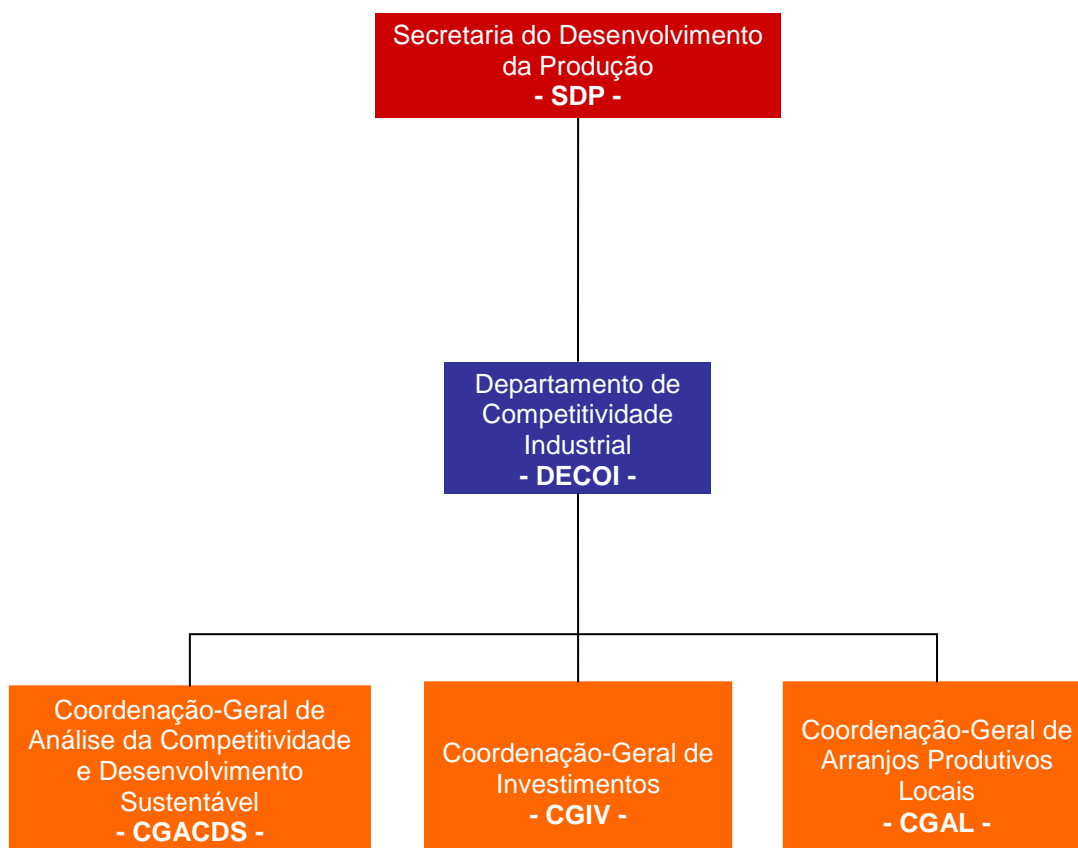 Secretaria do Desenvolvimento
da Produção
- SDP -
Departamento de
Competitividade
Industrial
- DECOI -
Coordenação-Geral de
Análise da Competitividade
e Desenvolvimento
Sustentável
- CGACDS -
Coordenação-Geral de
Investimentos
- CGIV -
Coordenação-Geral de
Arranjos Produtivos
Locais
- CGAL -